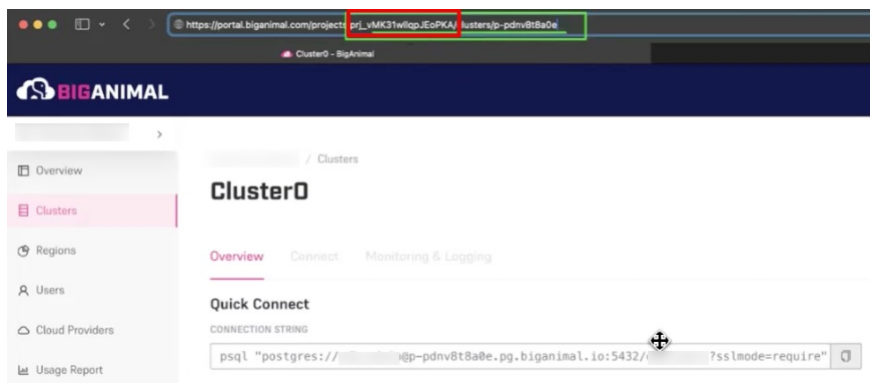 https://portal.biganimal.com/projects/prj_vMK31wllqpJEoPKA/clusters/p-pdnv8t8a0e
Cluster0 - BigAnimal
BIGANIMAL
/ Clusters
Overview
Cluster0
Clusters
Regions
Overview Connect Monitoring & Logging
Users
Quick Connect
Cloud Providers
CONNECTION STRING
psql "postgres:// @p-pdnv8t8a0e.pg.biganimal.io:5432/ ?sslmode=require"
Usage Report